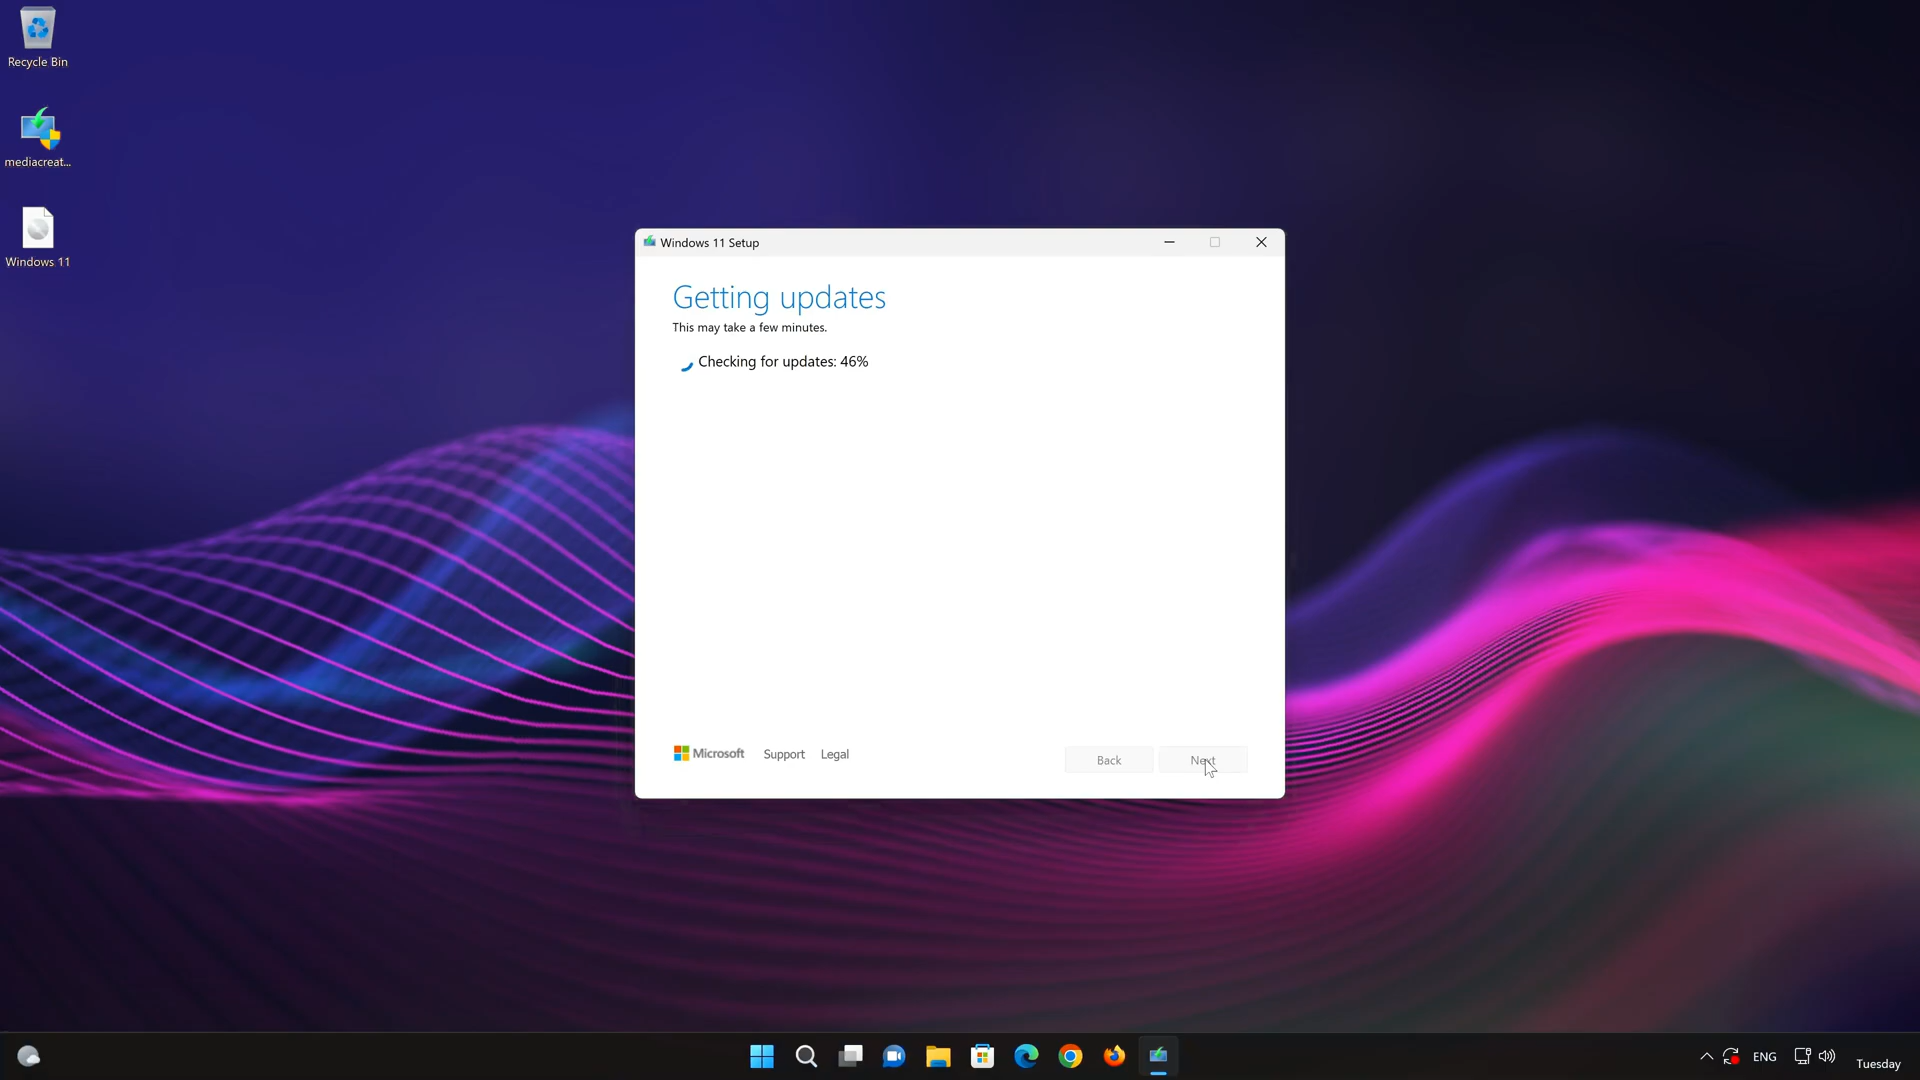 Recycle Bin
mediacreat...
Windows 11
Windows 11 Setup
Getting updates
This may take a few minutes.
Checking for updates: 46%
Microsoft
Support
Legal
Back
Next
ENG
Tuesday